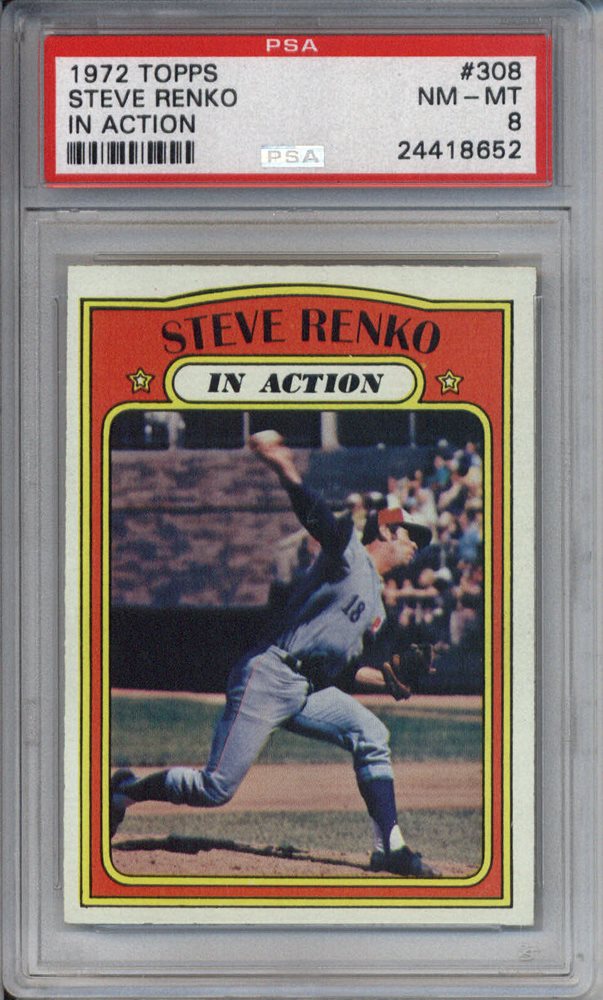 PSA
1972 TOPPS #308
STEVE RENKO NM-MT
IN ACTION 8
PSA 24418652
STEVE RENKO
IN ACTION
18